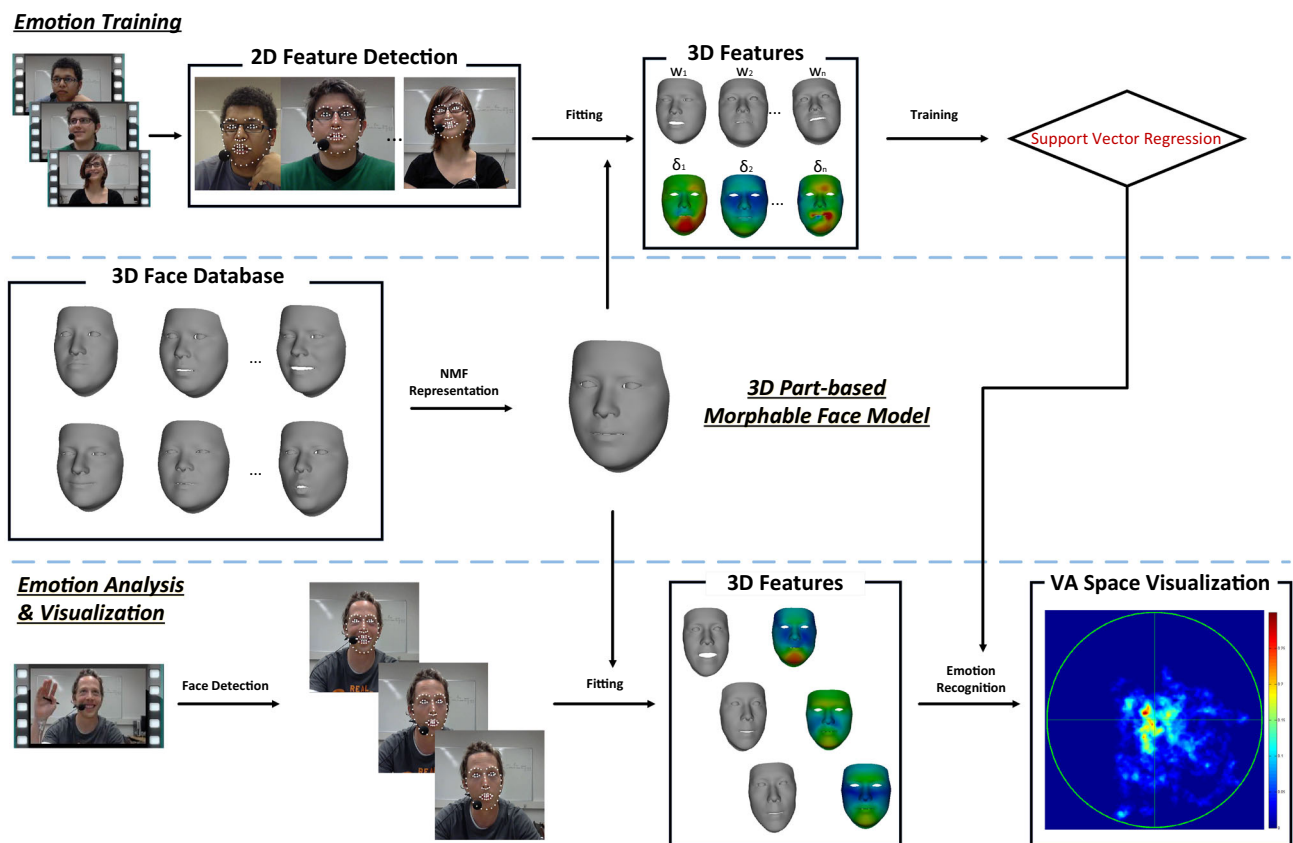 Emotion Training
2D Feature Detection
...
Fitting
3D Features
w1 w2 wn
...
δ1 δ2 δn
...
Training
Support Vector Regression
3D Face Database
...
...
NMF
Representation
3D Part-based
Morphable Face Model
Emotion Analysis
& Visualization
Face Detection
Fitting
3D Features
Emotion
Recognition
VA Space Visualization